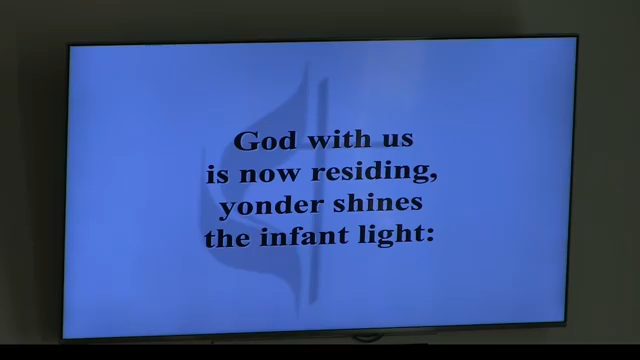 God with us
is now residing,
yonder shines
the infant light: